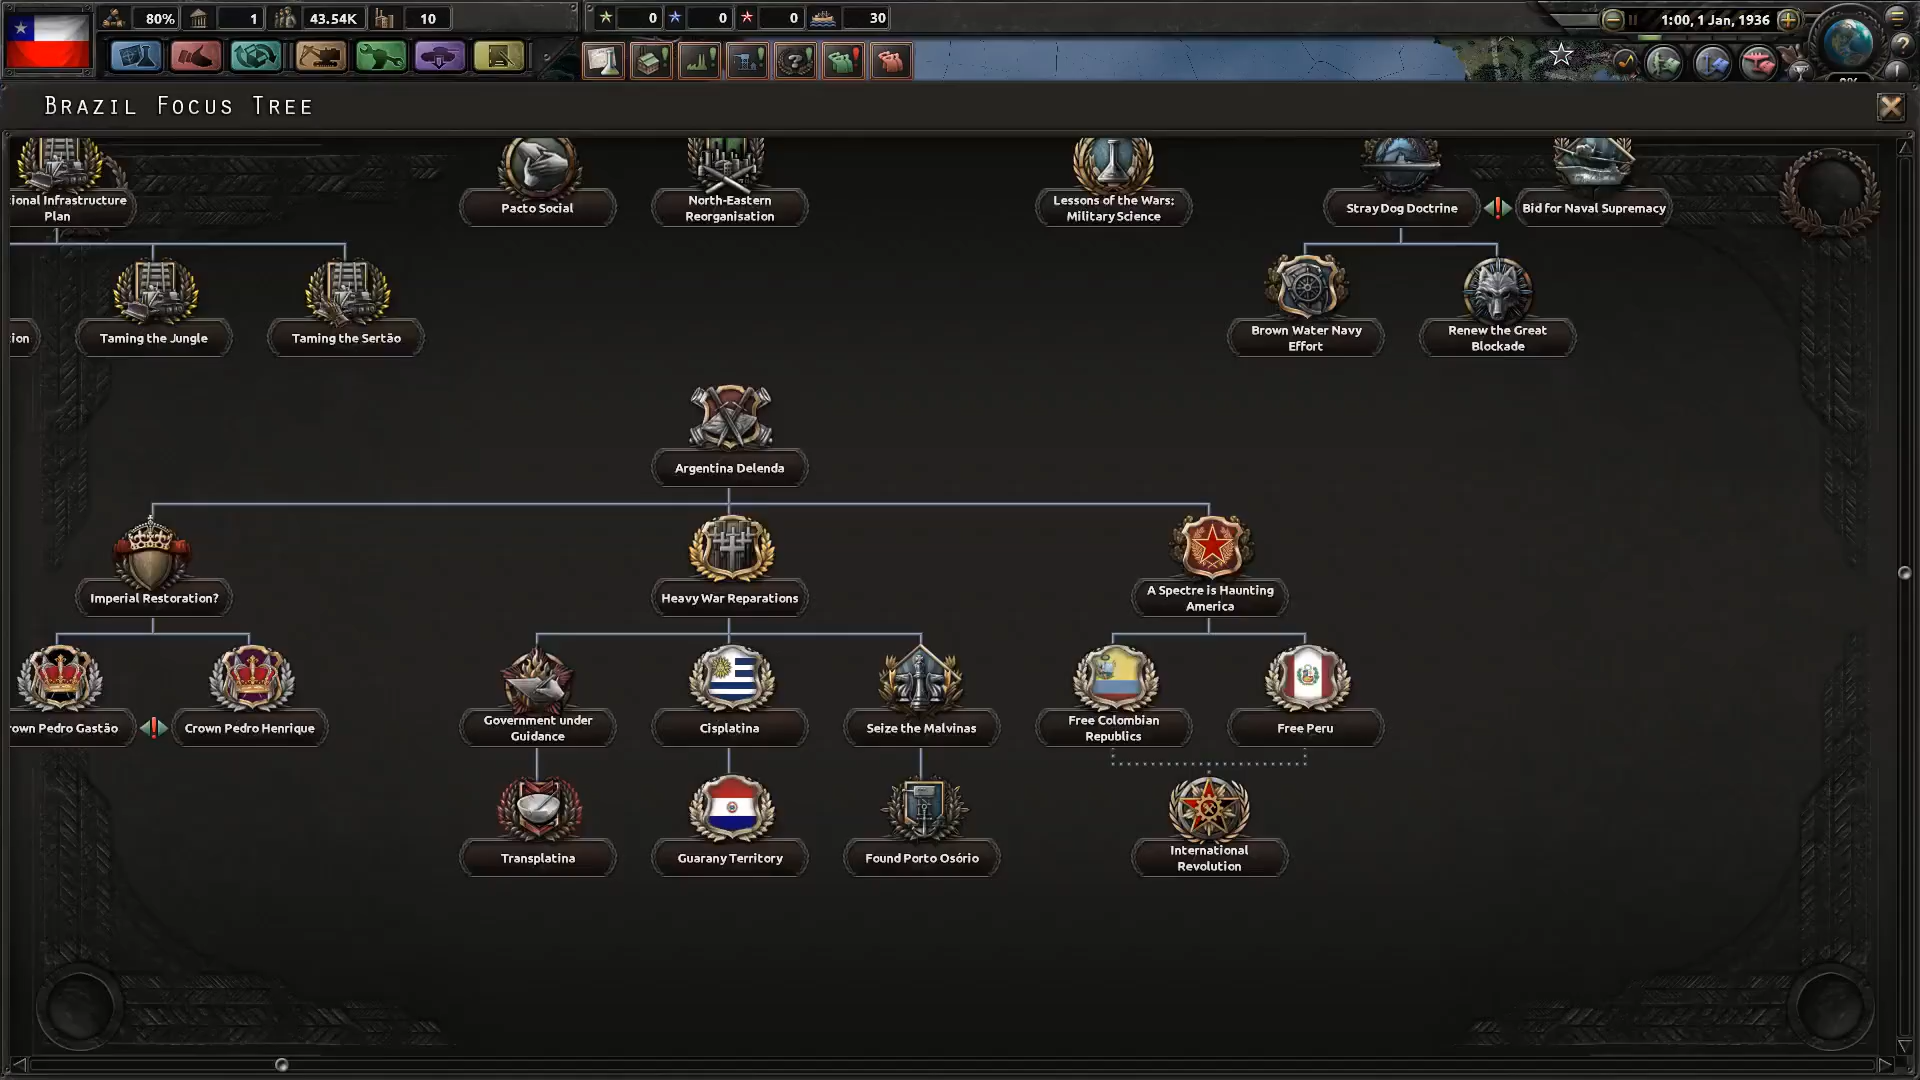 80%
1
43.54K
10
0
0
0
30
1:00, 1 Jan, 1936
BRAZIL FOCUS TREE
ional Infrastructure
Plan
Pacto Social
North-Eastern
Reorganisation
Lessons of the Wars:
Military Science
Stray Dog Doctrine
Bid for Naval Supremacy
ion
Taming the Jungle
Taming the Sertão
Brown Water Navy
Effort
Renew the Great
Blockade
Argentina Delenda
Imperial Restoration?
Heavy War Reparations
A Spectre is Haunting
America
rown Pedro Gastão
Crown Pedro Henrique
Government under
Guidance
Cisplatina
Seize the Malvinas
Free Colombian
Republics
Free Peru
Transplatina
Guarany Territory
Found Porto Osório
International
Revolution